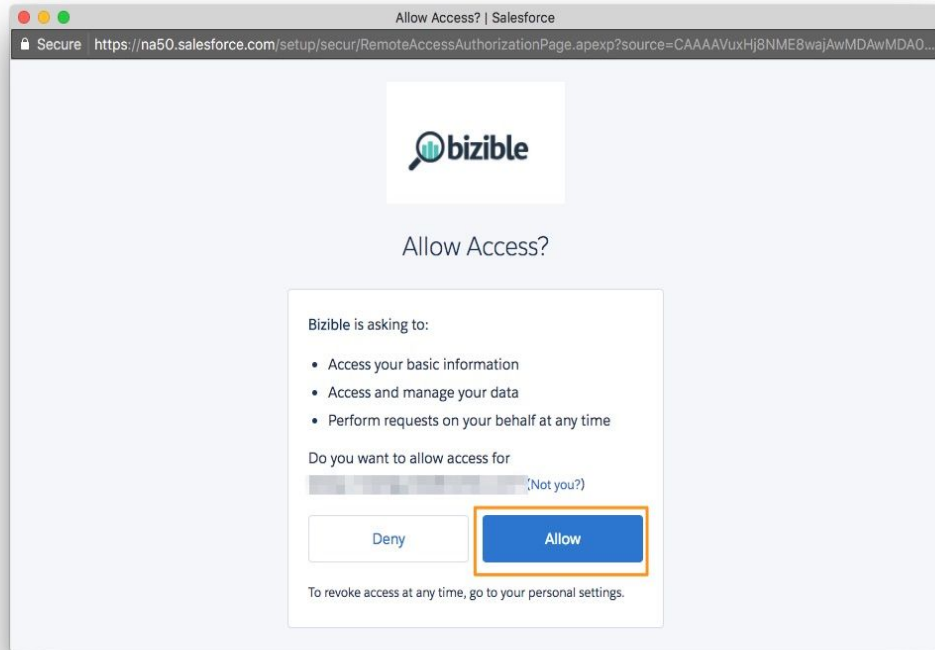 Allow Access? | Salesforce
Secure https://na50.salesforce.com/setup/secur/RemoteAccessAuthorizationPage.apexp?source=CAAAAVuxHj8NME8wajAwMDAwMDA0...
bizible
Allow Access?
Bizible is asking to:
• Access your basic information
• Access and manage your data
• Perform requests on your behalf at any time
Do you want to allow access for
(Not you?)
Deny
Allow
To revoke access at any time, go to your personal settings.